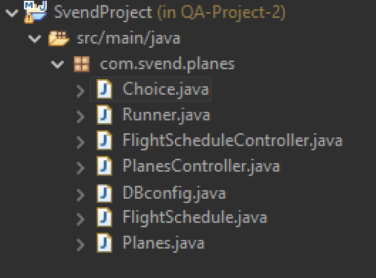 SvendProject (in QA-Project-2)
src/main/java
com.svend.planes
Choice.java
Runner.java
FlightScheduleController.java
PlanesController.java
DBconfig.java
FlightSchedule.java
Planes.java